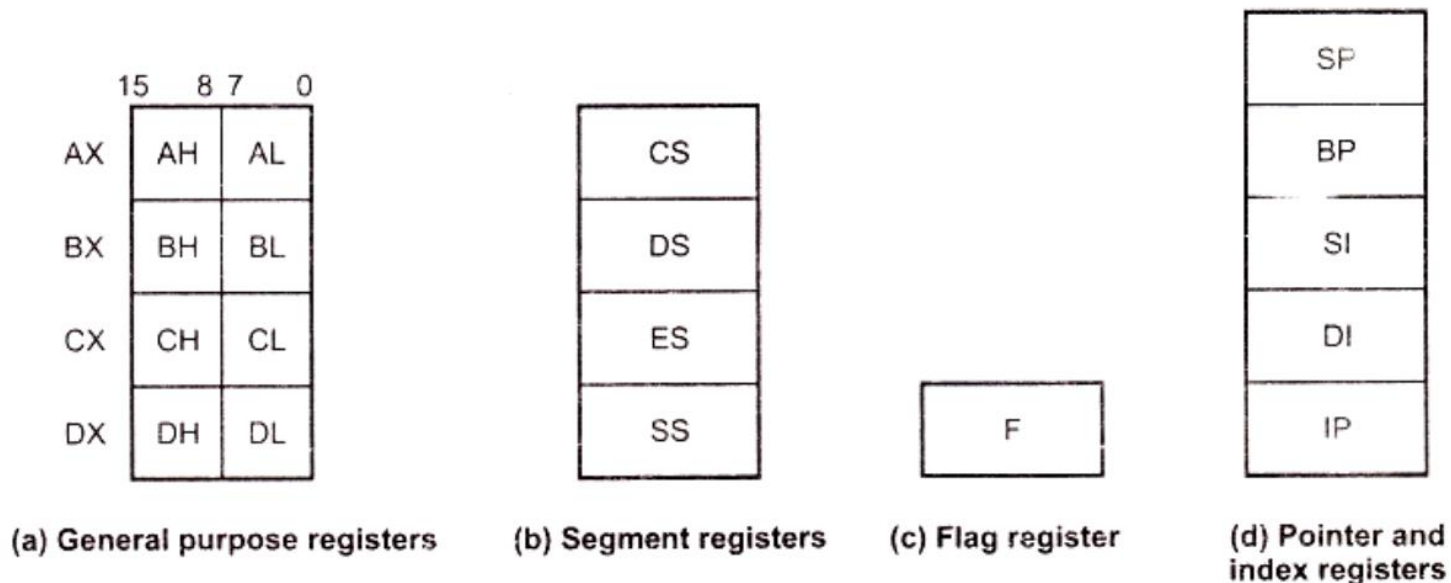 15 8 7 0
AX AH AL
BX BH BL
CX CH CL
DX DH DL
(a) General purpose registers
CS
DS
ES
SS
(b) Segment registers
F
(c) Flag register
SP
BP
SI
DI
IP
(d) Pointer and
index registers